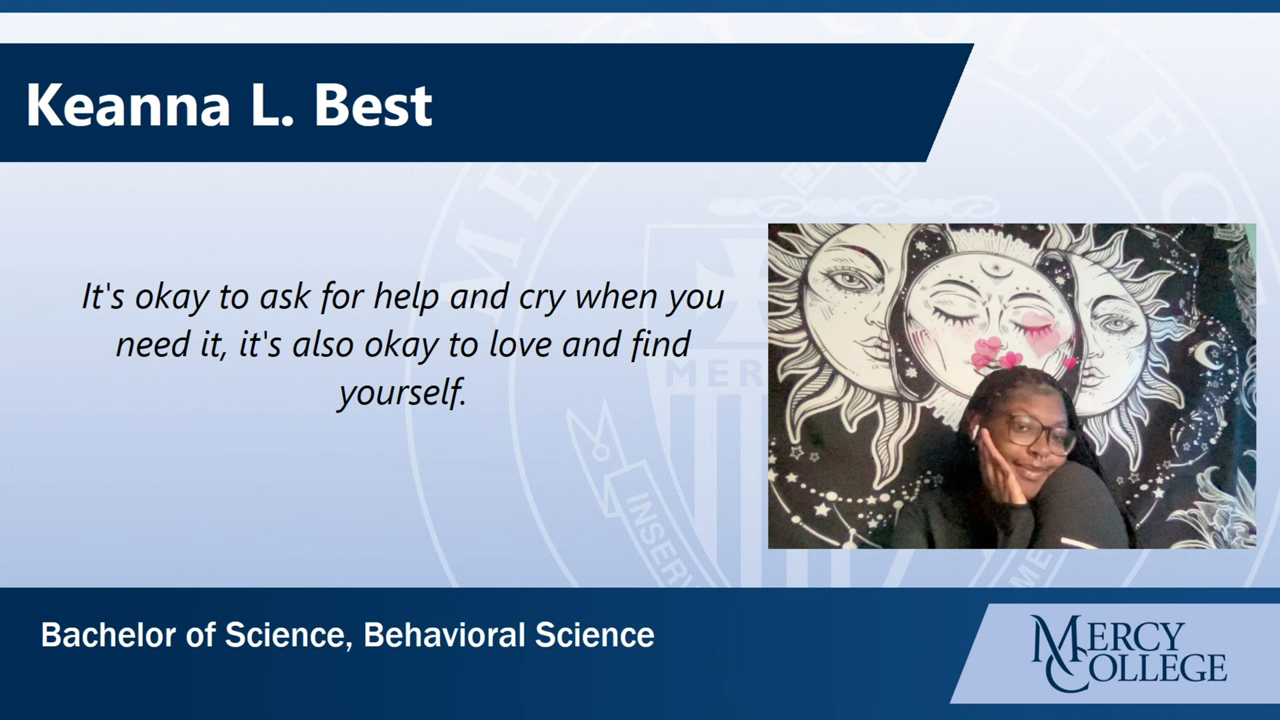 Keanna L. Best
It's okay to ask for help and cry when you
need it, it's also okay to love and find
yourself.
Bachelor of Science, Behavioral Science
MERCY
COLLEGE